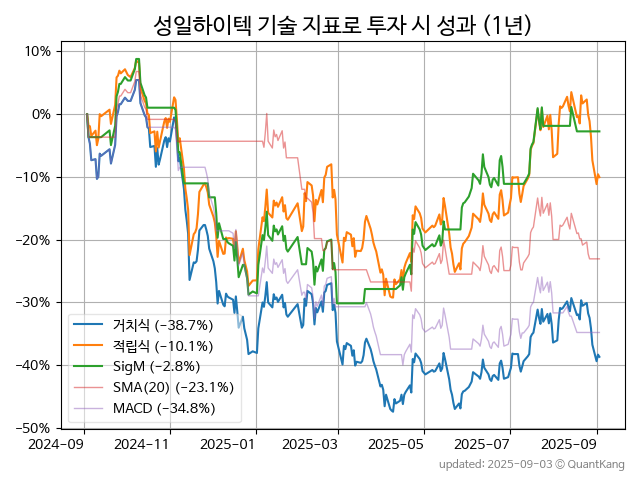 성일하이텍 기술 지표로 투자 시 성과 (1년)
10%
0%
−10%
−20%
−30%
−40%
−50%
거치식 (−38.7%)
적립식 (−10.1%)
SigM (−2.8%)
SMA(20) (−23.1%)
MACD (−34.8%)
2024-09 2024-11 2025-01 2025-03 2025-05 2025-07 2025-09
updated: 2025-09-03 © QuantKang